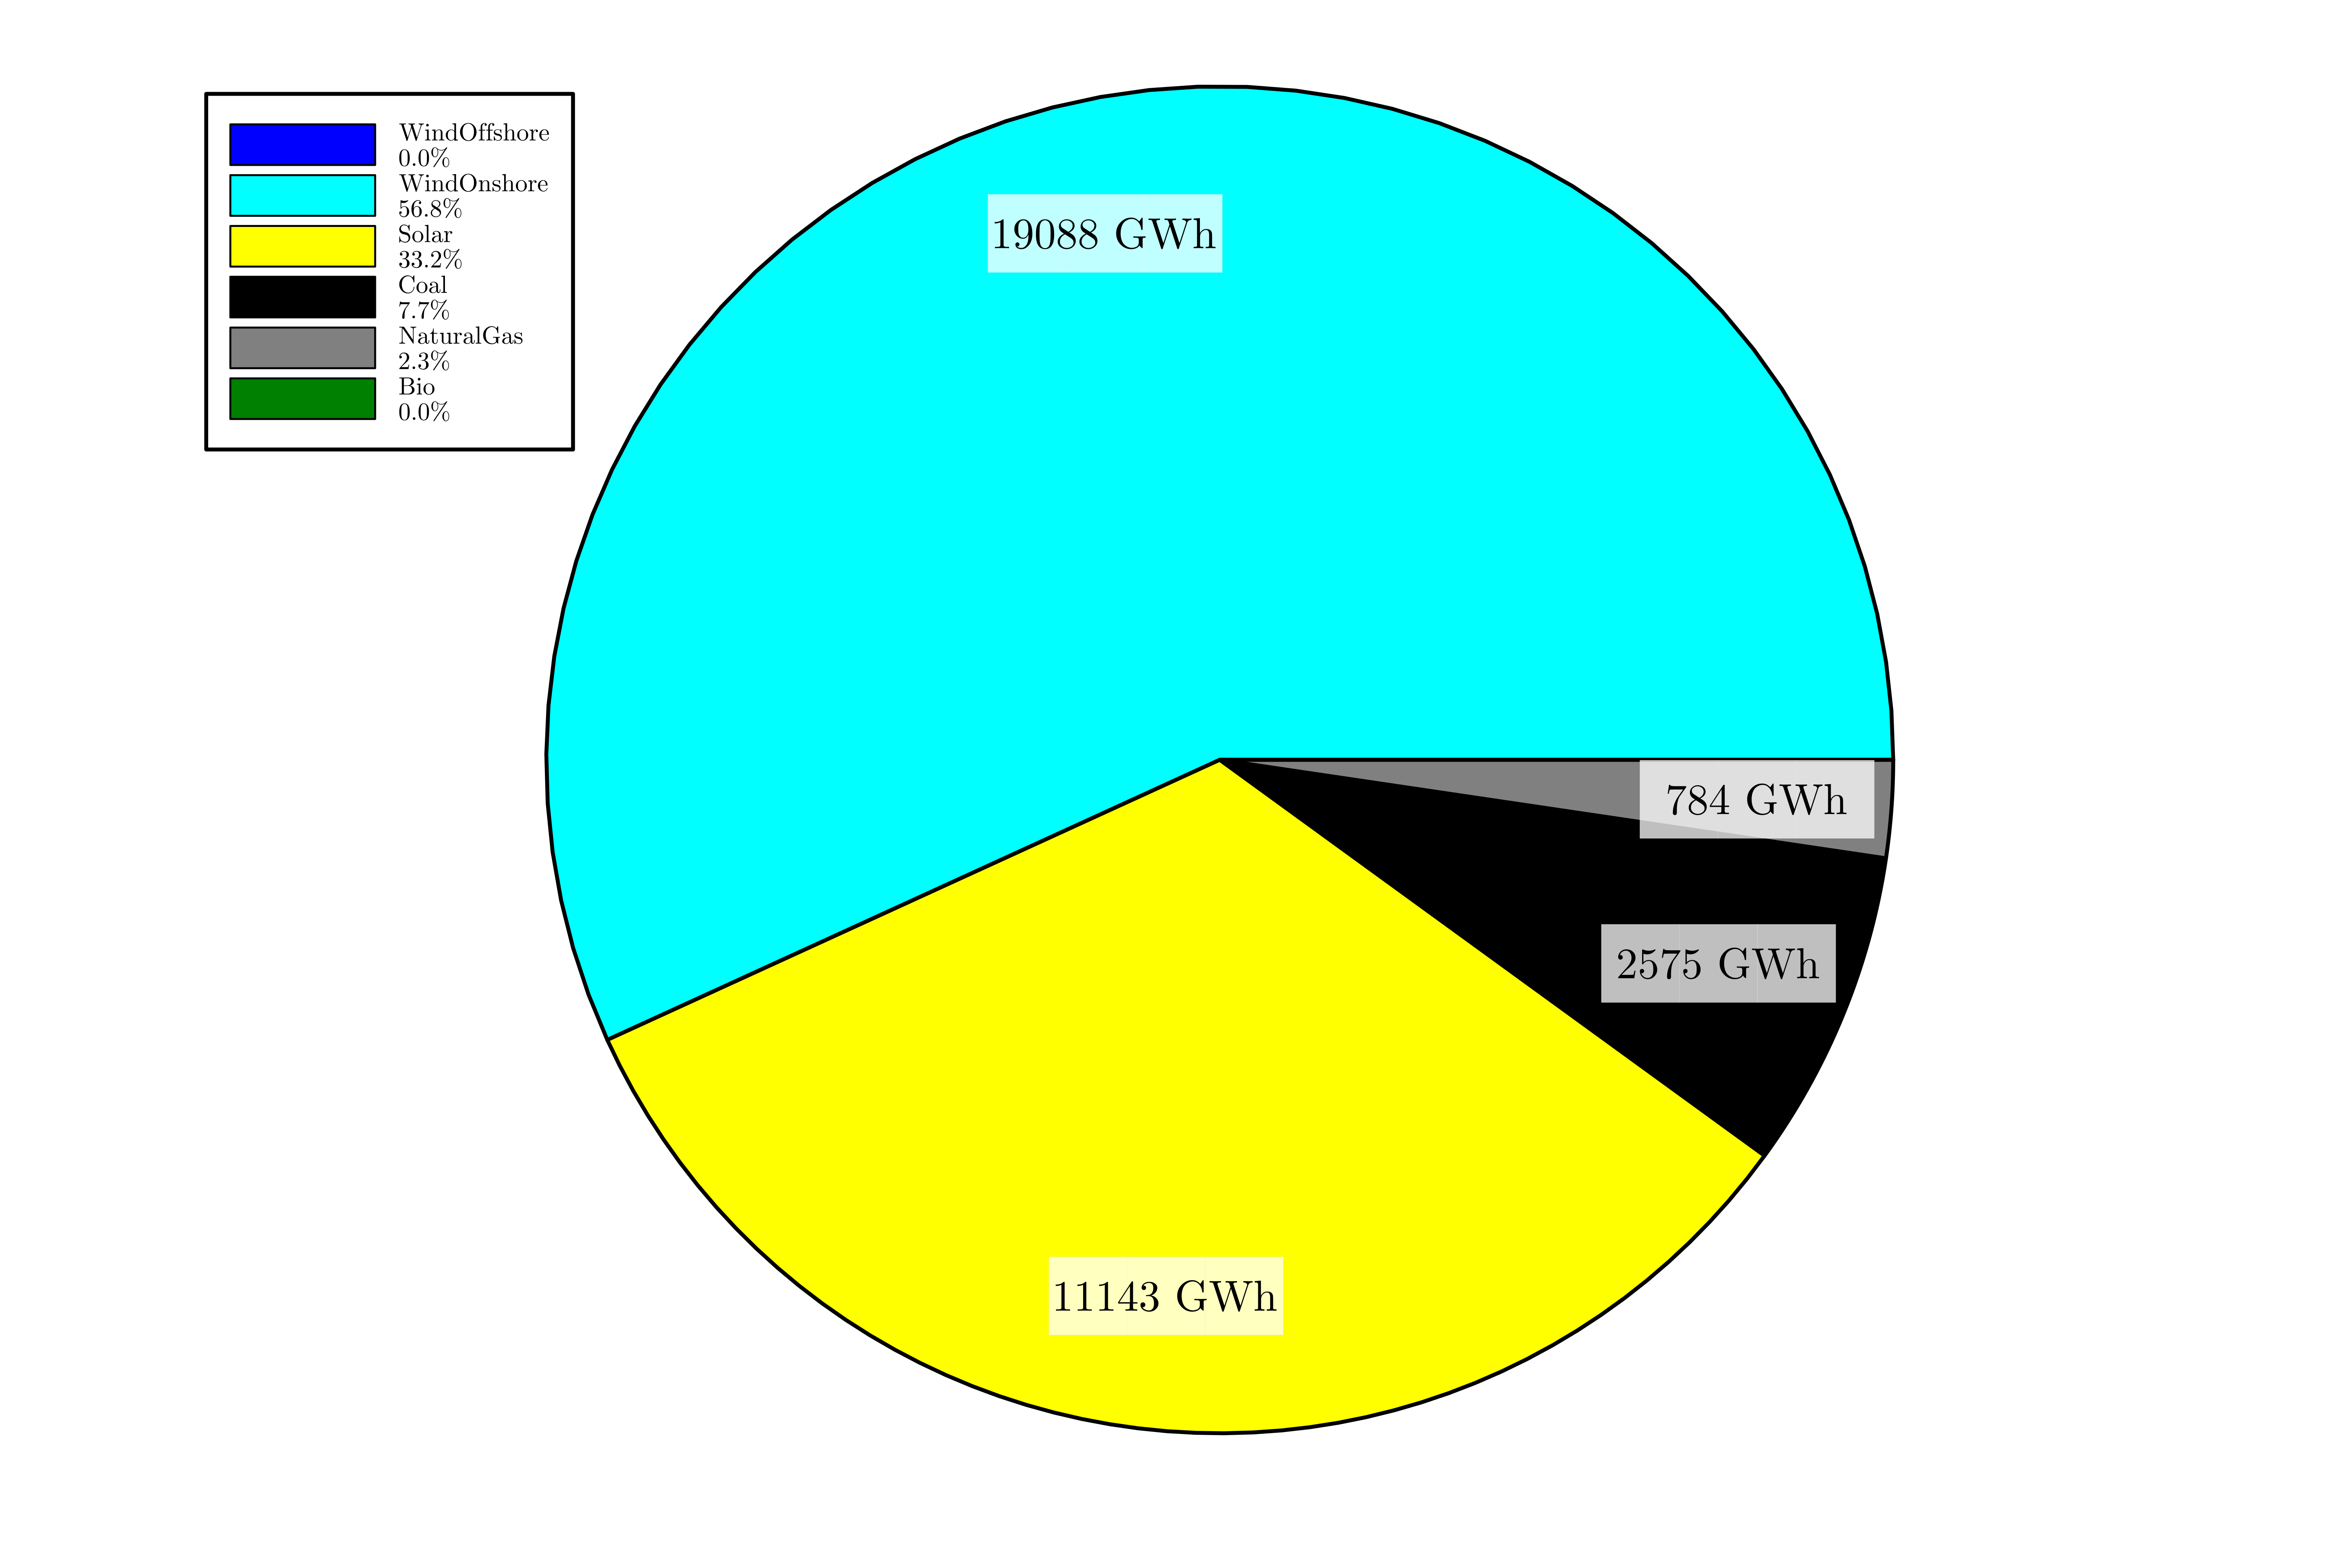 WindOffshore
0.0%
WindOnshore
56.8%
Solar
33.2%
Coal
7.7%
NaturalGas
2.3%
Bio
0.0%
19088 GWh
784 GWh
2575 GWh
11143 GWh